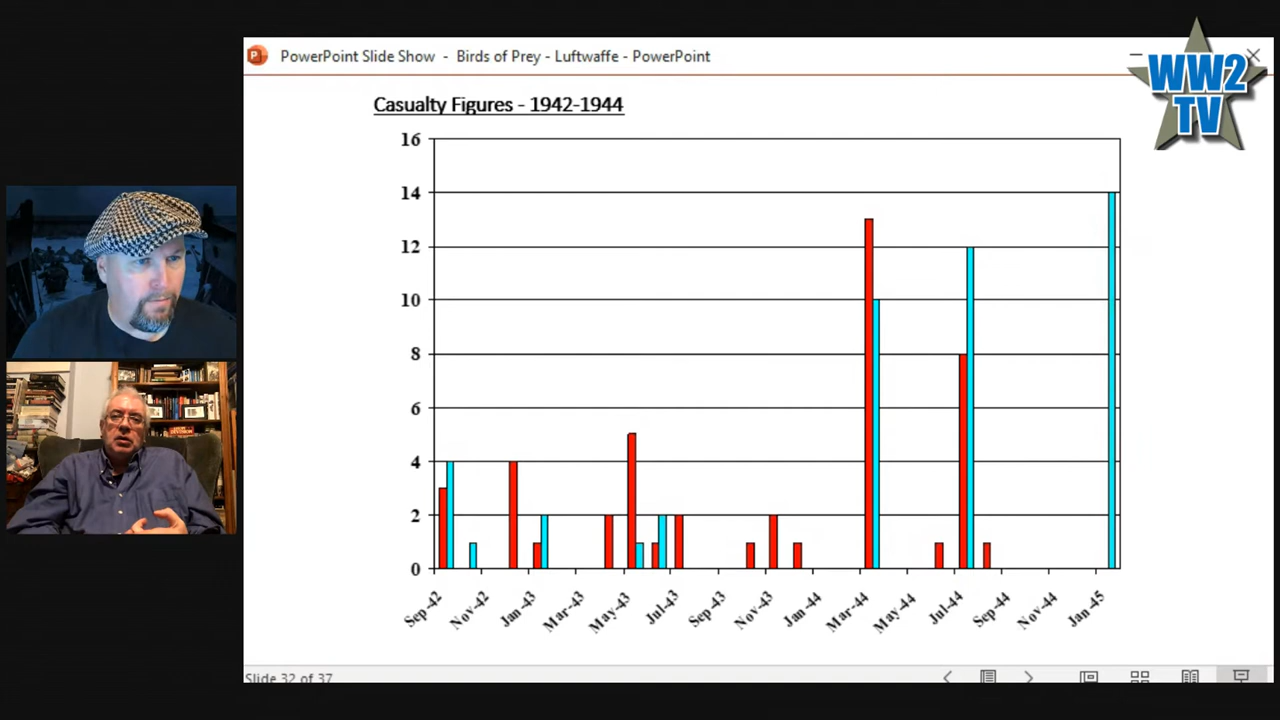 PowerPoint Slide Show - Birds of Prey - Luftwaffe - PowerPoint
WW2
TV
Casualty Figures - 1942-1944
16
14
12
10
8
6
4
2
0
Sep-42
Nov-42
Jan-43
Mar-43
May-43
Jul-43
Sep-43
Nov-43
Jan-44
Mar-44
May-44
Jul-44
Sep-44
Nov-44
Jan-45
Slide 32 of 37